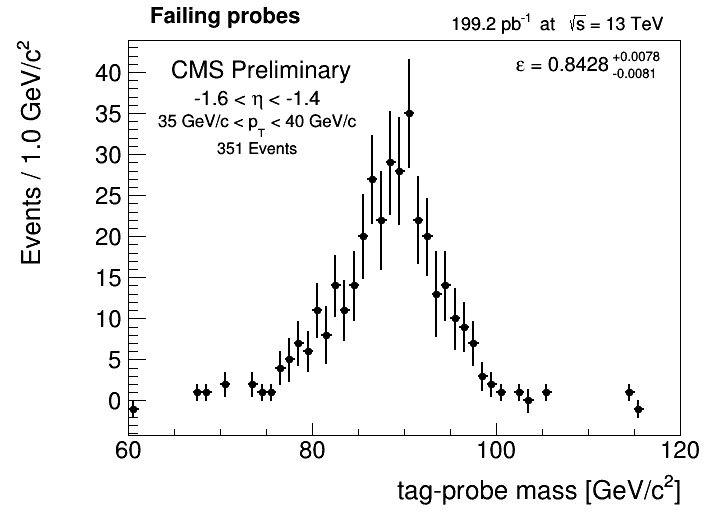 Failing probes
199.2 pb⁻¹ at √s = 13 TeV
CMS Preliminary
-1.6 < η < -1.4
35 GeV/c < p_T < 40 GeV/c
351 Events
ε = 0.8428 +0.0078 -0.0081
Events / 1.0 GeV/c²
40
35
30
25
20
15
10
5
0
60 80 100 120
tag-probe mass [GeV/c²]